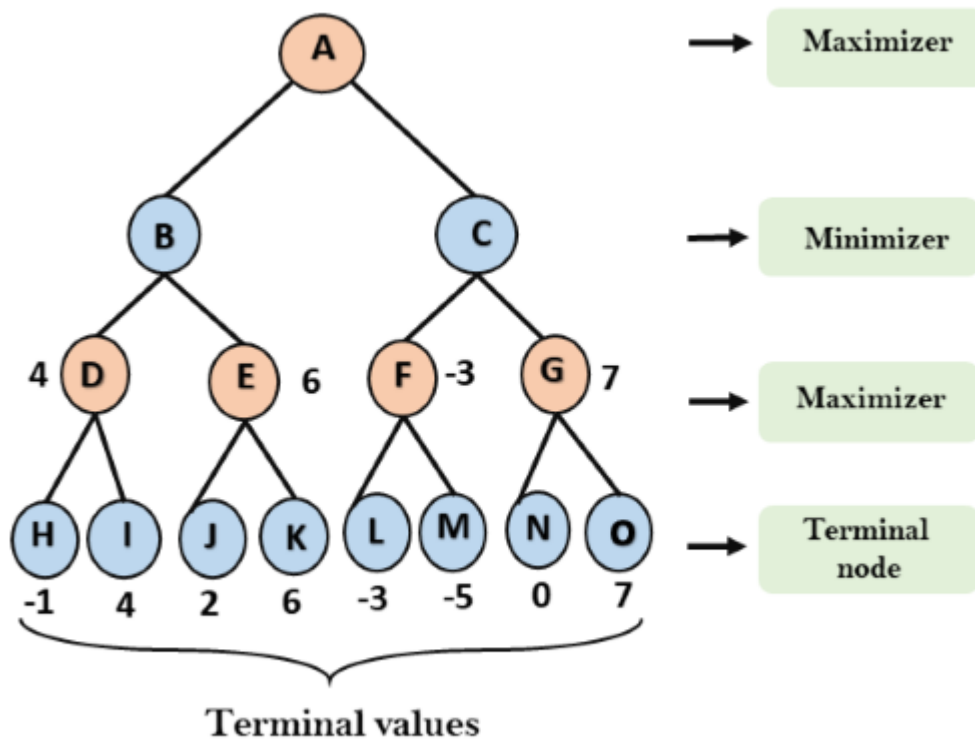 A
Maximizer
B
C
Minimizer
4 D
E 6
F -3
G 7
Maximizer
H I J K L M N O
Terminal
node
-1 4 2 6 -3 -5 0 7
Terminal values